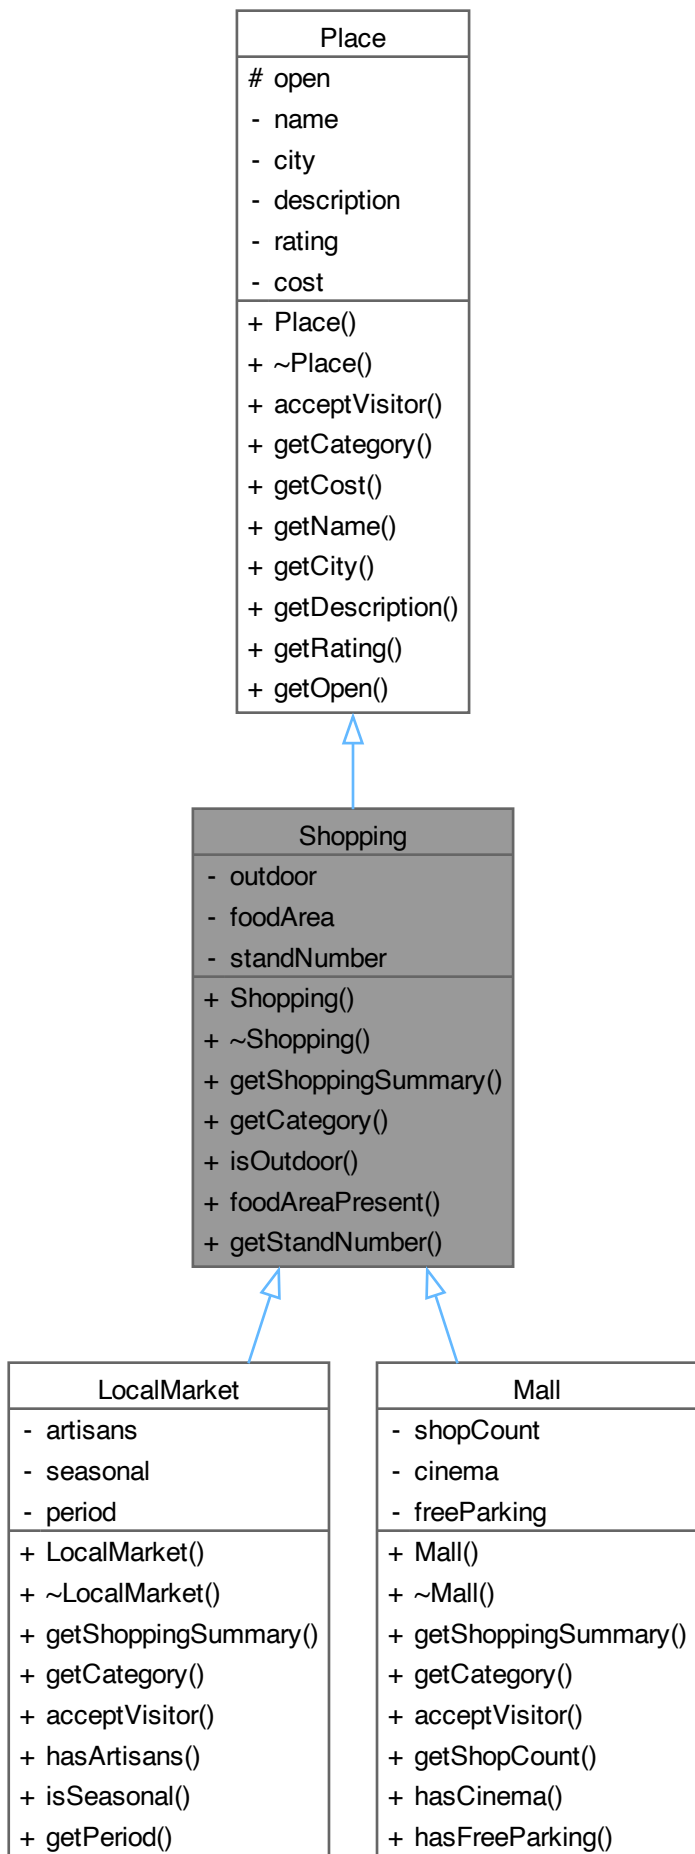 Place
# open
- name
- city
- description
- rating
- cost
+ Place()
+ ~Place()
+ acceptVisitor()
+ getCategory()
+ getCost()
+ getName()
+ getCity()
+ getDescription()
+ getRating()
+ getOpen()
Shopping
- outdoor
- foodArea
- standNumber
+ Shopping()
+ ~Shopping()
+ getShoppingSummary()
+ getCategory()
+ isOutdoor()
+ foodAreaPresent()
+ getStandNumber()
LocalMarket
- artisans
- seasonal
- period
+ LocalMarket()
+ ~LocalMarket()
+ getShoppingSummary()
+ getCategory()
+ acceptVisitor()
+ hasArtisans()
+ isSeasonal()
+ getPeriod()
Mall
- shopCount
- cinema
- freeParking
+ Mall()
+ ~Mall()
+ getShoppingSummary()
+ getCategory()
+ acceptVisitor()
+ getShopCount()
+ hasCinema()
+ hasFreeParking()